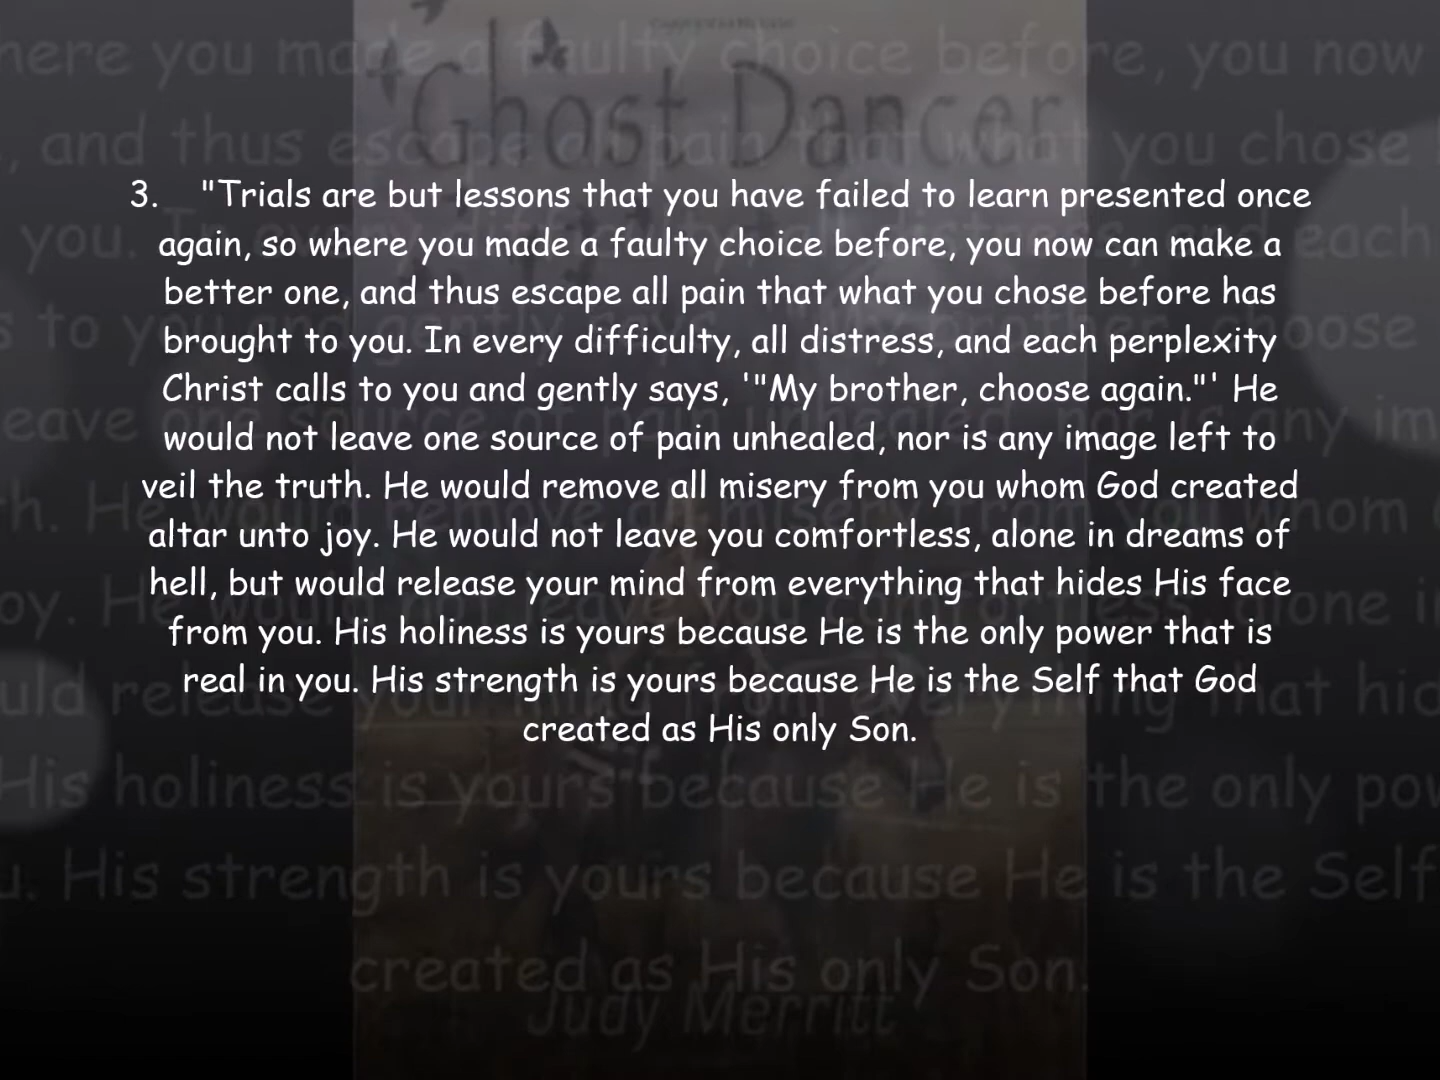 Ghost Dancer
3. "Trials are but lessons that you have failed to learn presented once
again, so where you made a faulty choice before, you now can make a
better one, and thus escape all pain that what you chose before has
brought to you. In every difficulty, all distress, and each perplexity
Christ calls to you and gently says, '"My brother, choose again."' He
would not leave one source of pain unhealed, nor is any image left to
veil the truth. He would remove all misery from you whom God created
altar unto joy. He would not leave you comfortless, alone in dreams of
hell, but would release your mind from everything that hides His face
from you. His holiness is yours because He is the only power that is
real in you. His strength is yours because He is the Self that God
created as His only Son.
Judy Merritt